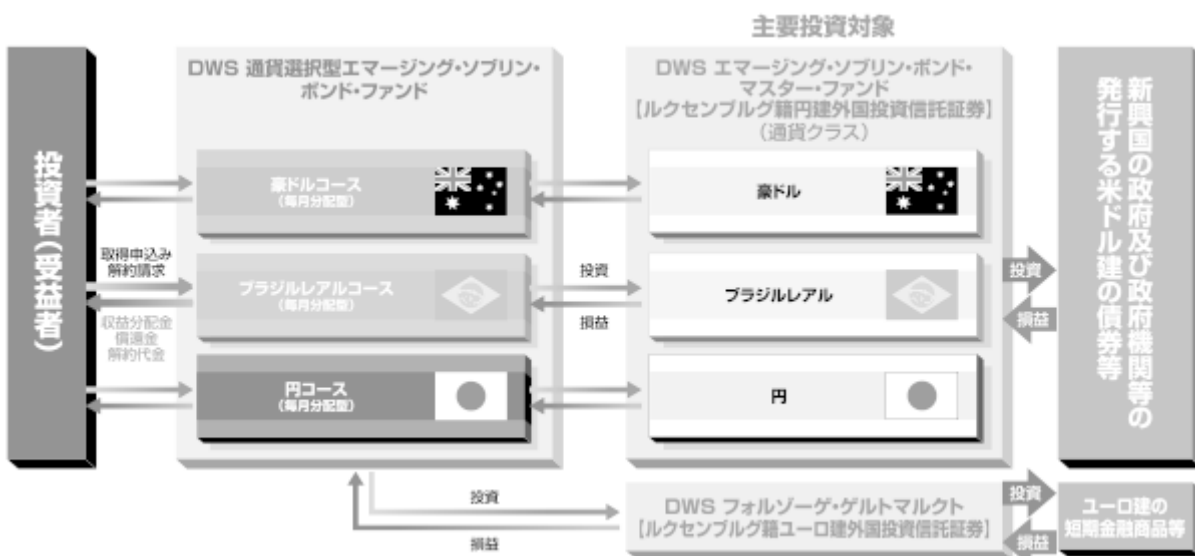 主要投資対象
投資者(受益者)
DWS 通貨選択型エマージング・ソブリン・
ボンド・ファンド
DWS エマージング・ソブリン・ボンド・
マスター・ファンド
【ルクセンブルグ籍円建外国投資信託証券】
(通貨クラス)
新興国の政府及び政府機関等の
発行する米ドル建の債券等
豪ドルコース
(毎月分配型)
豪ドル
取得申込み
解約請求
収益分配金
償還金
解約代金
ブラジルレアルコース
(毎月分配型)
投資
損益
ブラジルレアル
投資
損益
円コース
(毎月分配型)
円
投資
損益
DWS フォルゾーゲ・ゲルトマルクト
【ルクセンブルグ籍ユーロ建外国投資信託証券】
投資
損益
ユーロ建の
短期金融商品等